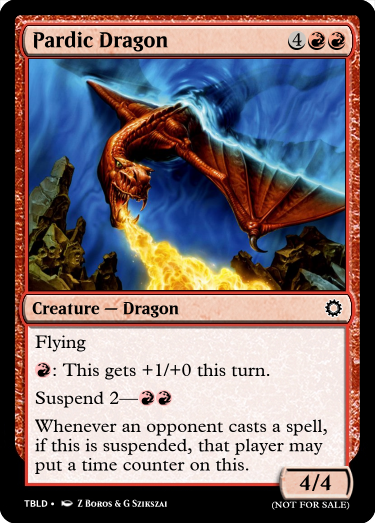 Pardic Dragon 4
Creature — Dragon
Flying
: This gets +1/+0 this turn.
Suspend 2—
Whenever an opponent casts a spell,
if this is suspended, that player may
put a time counter on this.
4/4
TBLD • Z Boros & G Szikszai
(NOT FOR SALE)